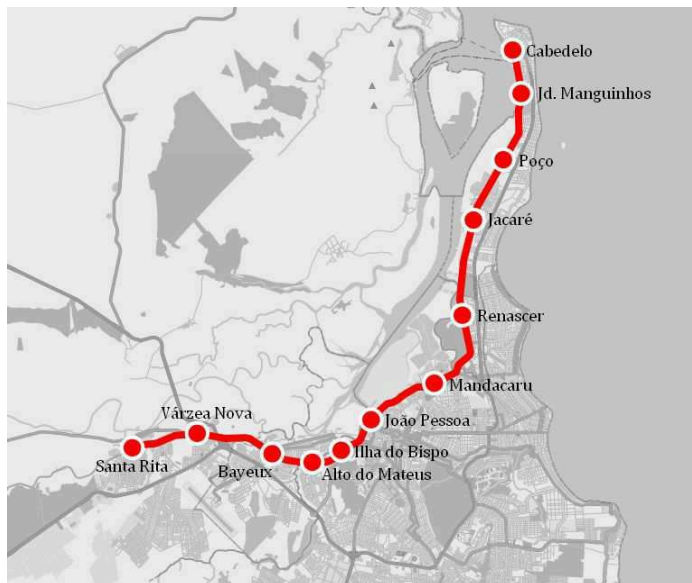 Cabedelo
Jd. Manguinhos
Poço
Jacaré
Renascer
Mandacaru
João Pessoa
Várzea Nova
Ilha do Bispo
Santa Rita
Bayeux
Alto do Mateus